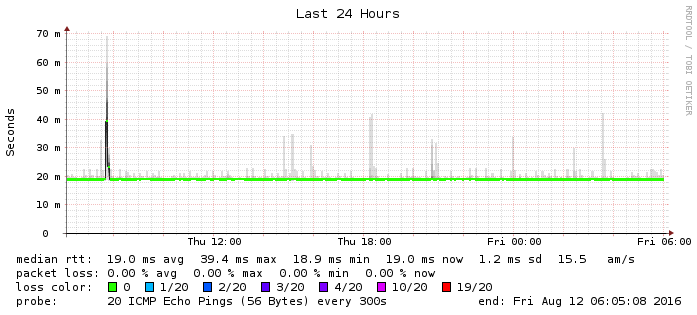 Last 24 Hours
RRDTOOL / TOBI OETIKER
Seconds
70 m
60 m
50 m
40 m
30 m
20 m
10 m
0
Thu 12:00 Thu 18:00 Fri 00:00 Fri 06:00
median rtt: 19.0 ms avg 39.4 ms max 18.9 ms min 19.0 ms now 1.2 ms sd 15.5 am/s
packet loss: 0.00 % avg 0.00 % max 0.00 % min 0.00 % now
loss color: 0 1/20 2/20 3/20 4/20 10/20 19/20
probe: 20 ICMP Echo Pings (56 Bytes) every 300s end: Fri Aug 12 06:05:08 2016